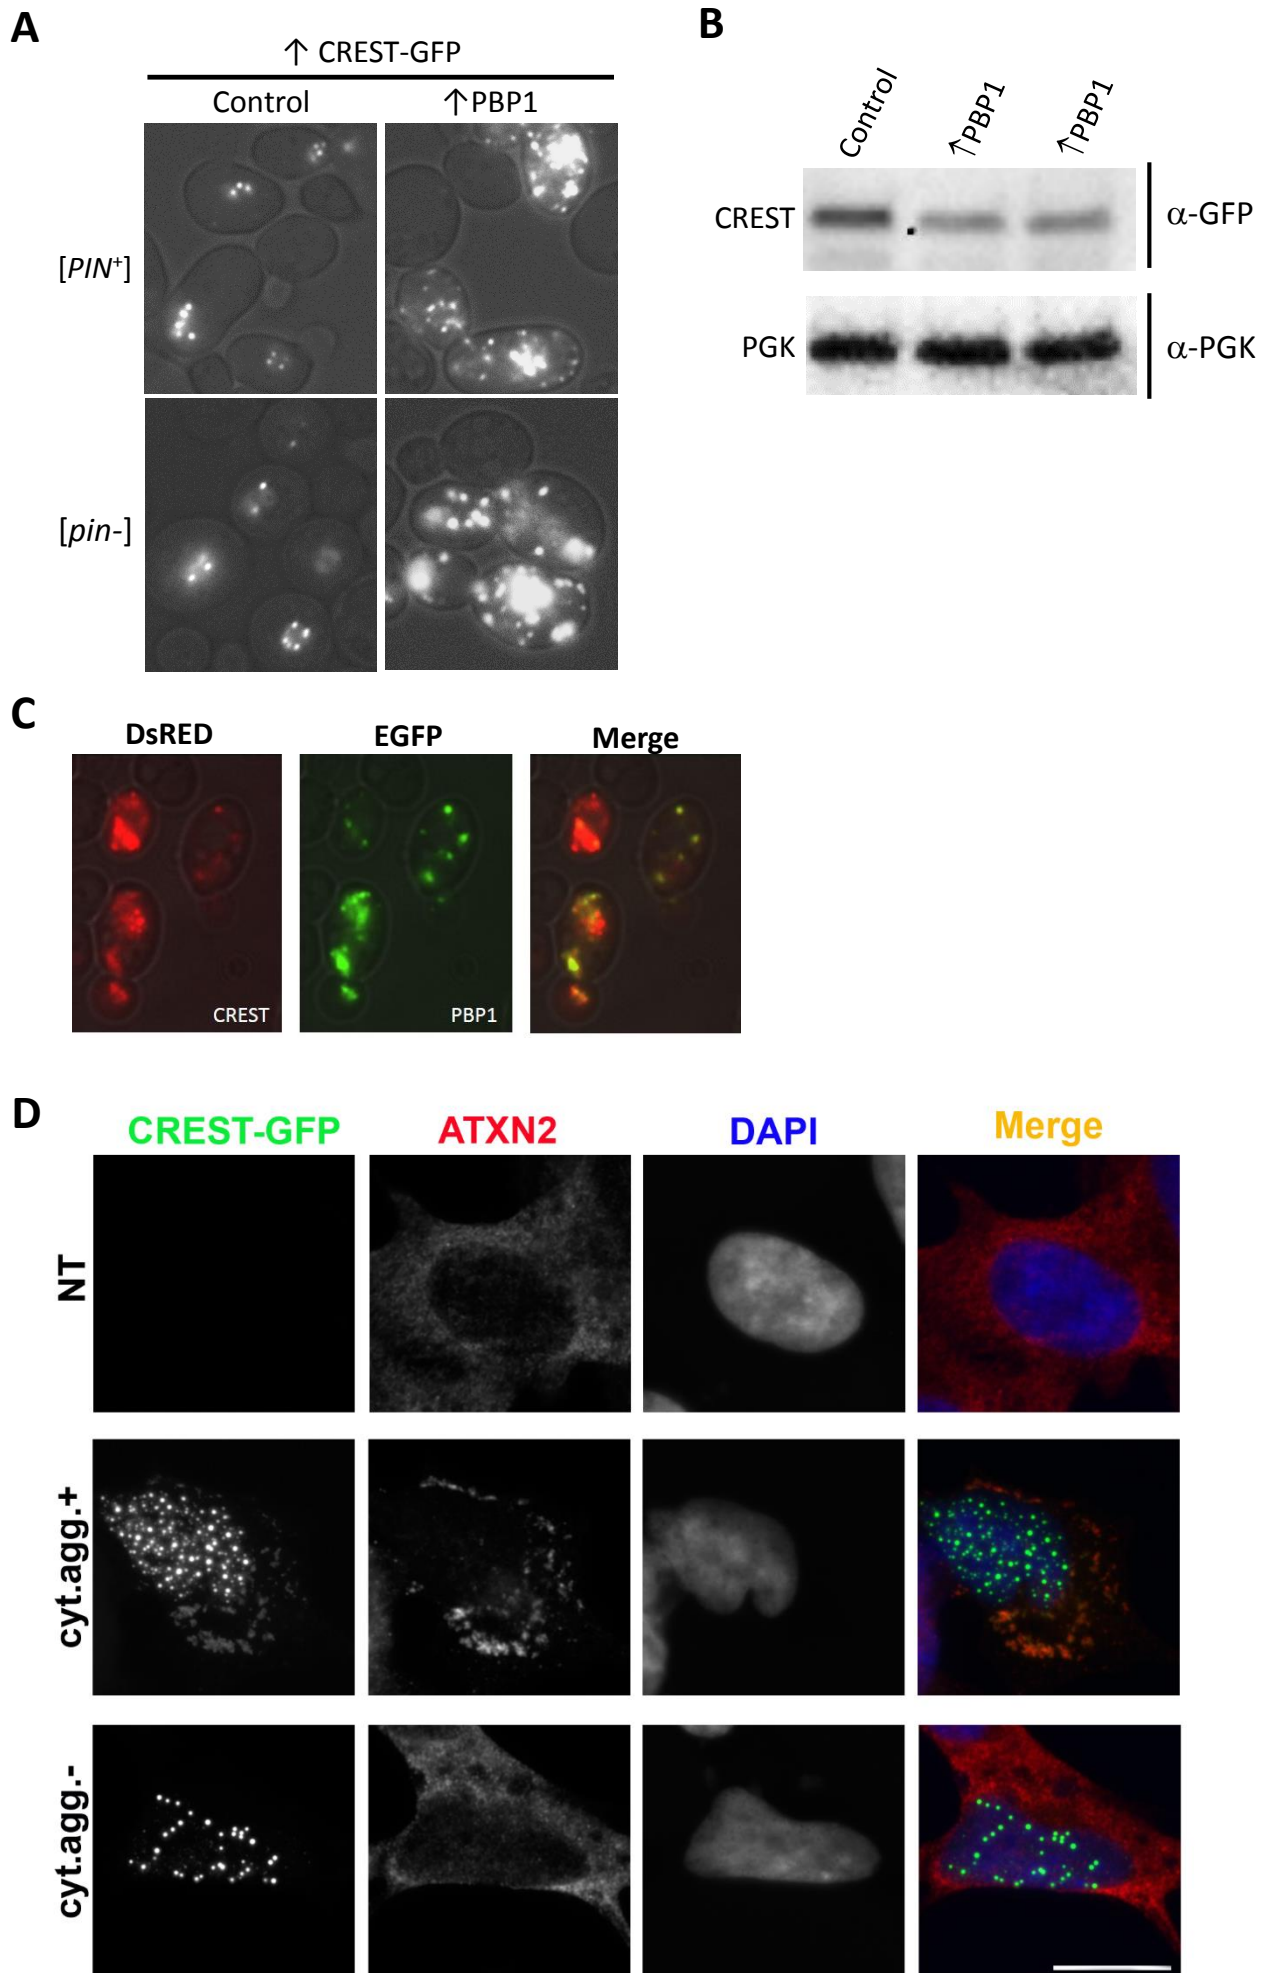 A
↑ CREST-GFP
Control
↑PBP1
[PIN+]
[pin-]
B
Control
↑PBP1
↑PBP1
CREST
α-GFP
PGK
α-PGK
C
DsRED
EGFP
Merge
CREST
PBP1
D
CREST-GFP
ATXN2
DAPI
Merge
NT
cyt.agg.+
cyt.agg.-